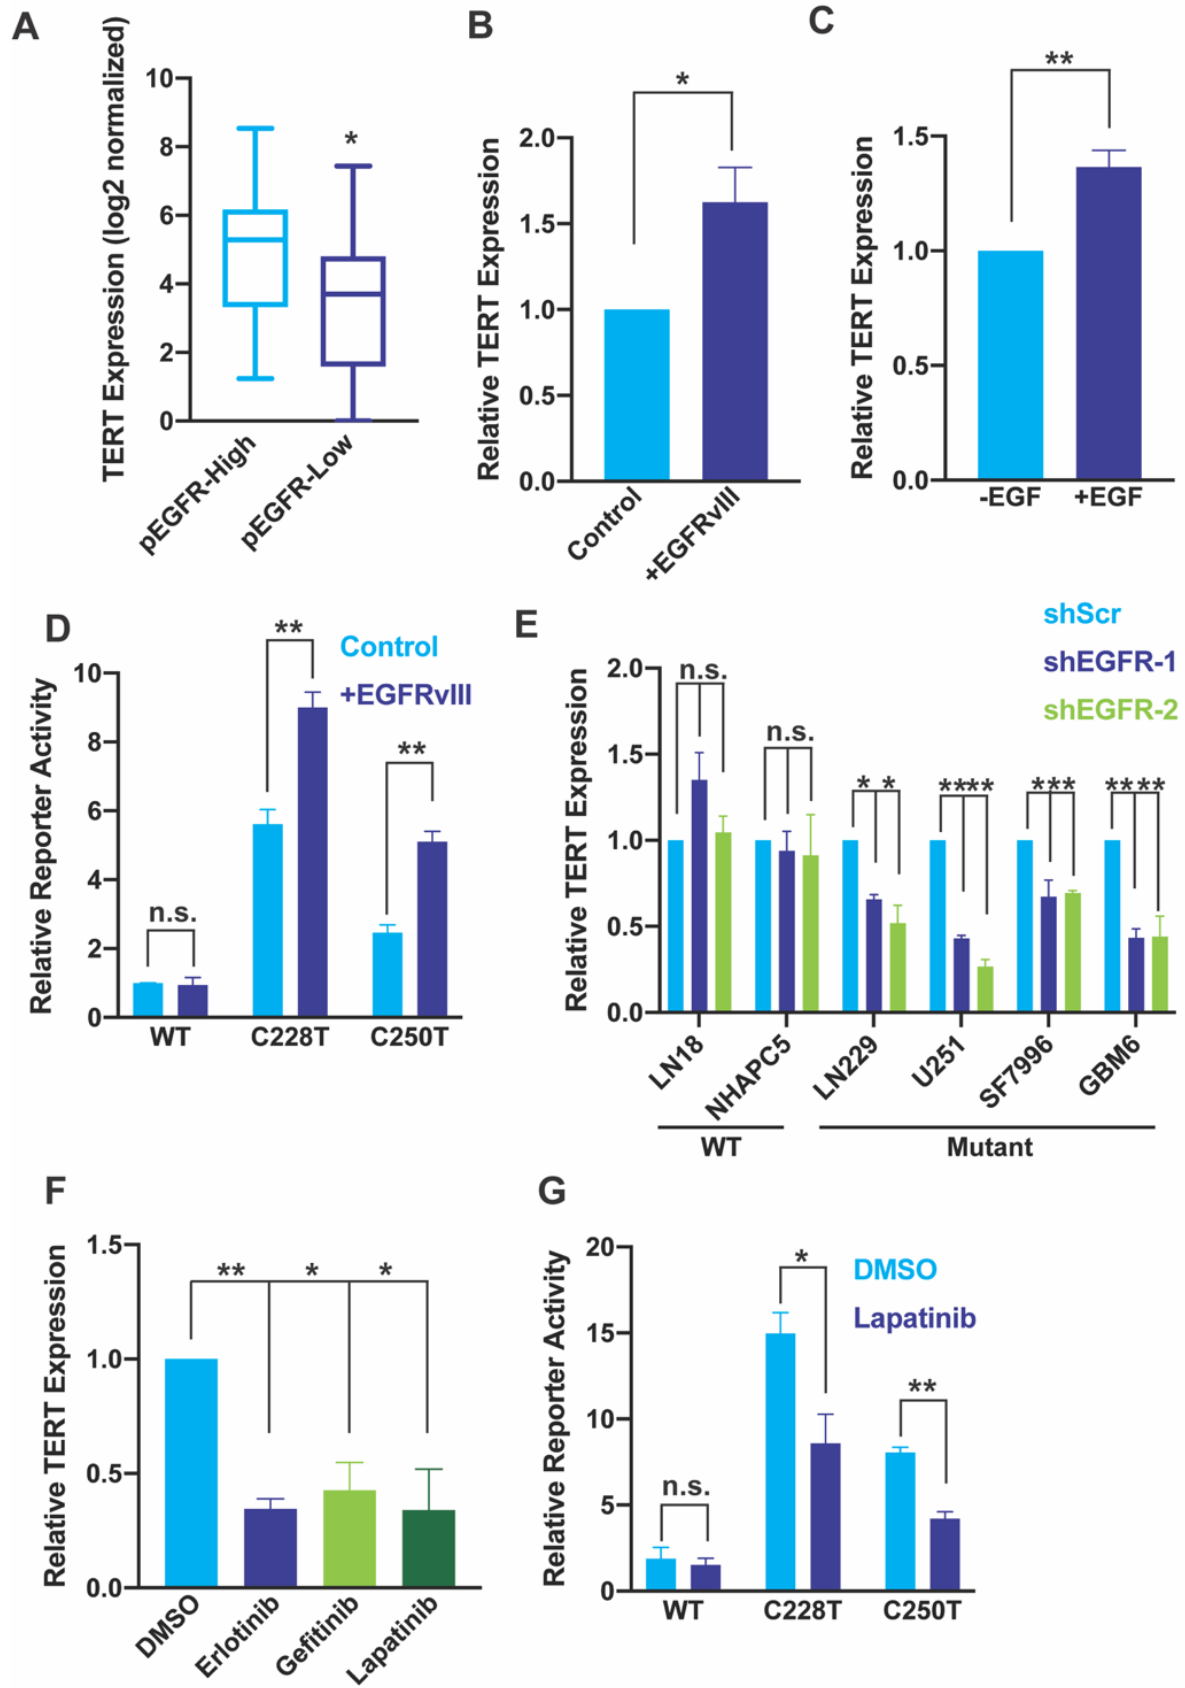 A
TERT Expression (log2 normalized)
10
8
6
4
2
0
*
pEGFR-High
pEGFR-Low
B
Relative TERT Expression
2.0
1.5
1.0
0.5
0.0
*
Control
+EGFRvIII
C
Relative TERT Expression
1.5
1.0
0.5
0.0
**
-EGF
+EGF
D
Relative Reporter Activity
10
8
6
4
2
0
n.s.
**
**
Control
+EGFRvIII
WT
C228T
C250T
E
shScr
shEGFR-1
shEGFR-2
Relative TERT Expression
2.0
1.5
1.0
0.5
0.0
n.s.
n.s.
* *
****
***
****
LN18
NHAPC5
LN229
U251
SF7996
GBM6
WT
Mutant
F
Relative TERT Expression
1.5
1.0
0.5
0.0
**
*
*
DMSO
Erlotinib
Gefitinib
Lapatinib
G
Relative Reporter Activity
20
15
10
5
0
n.s.
*
**
DMSO
Lapatinib
WT
C228T
C250T